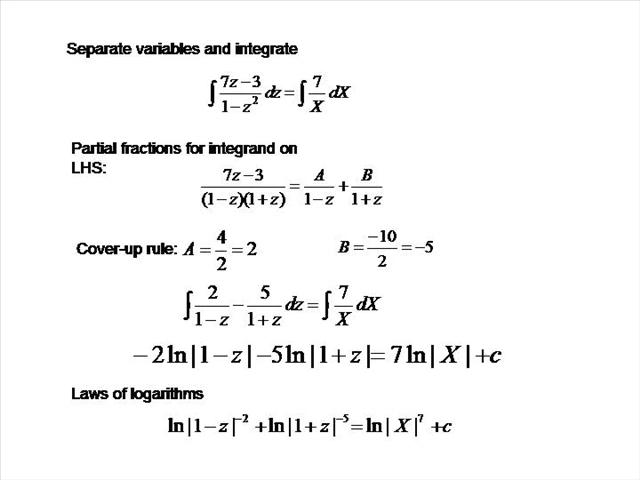 Separate variables and integrate
∫ (7z−3)/(1−z²) dz = ∫ 7/X dX
Partial fractions for integrand on
LHS:
(7z−3)/((1−z)(1+z)) = A/(1−z) + B/(1+z)
Cover-up rule: A = 4/2 = 2 B = −10/2 = −5
∫ 2/(1−z) − 5/(1+z) dz = ∫ 7/X dX
−2ln|1−z|−5ln|1+z|=7ln|X|+c
Laws of logarithms
ln|1−z|⁻² +ln|1+z|⁻⁵=ln|X|⁷ +c